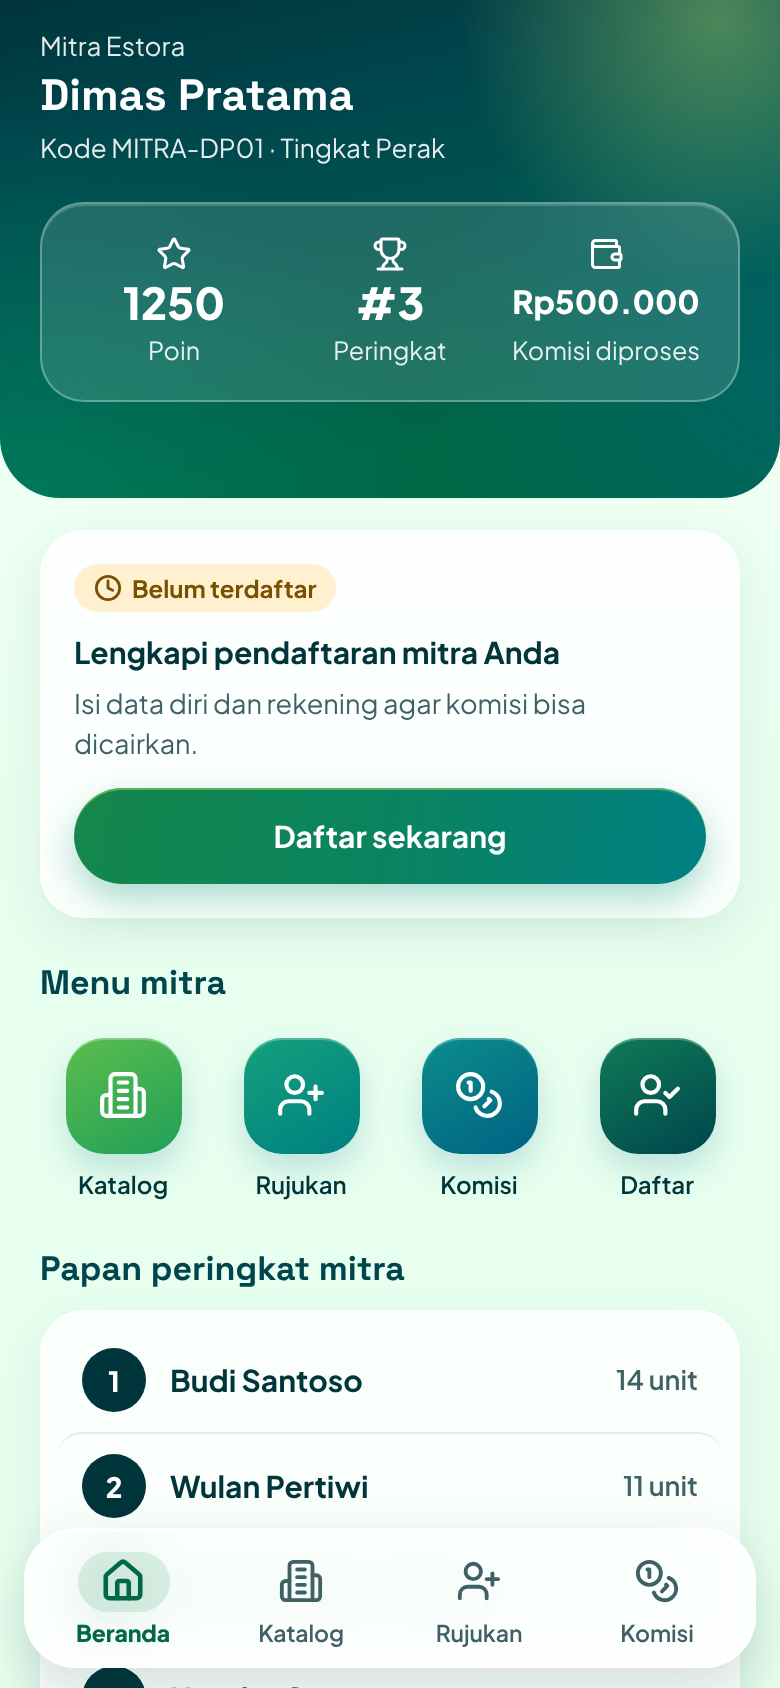 Mitra Estora
Dimas Pratama
Kode MITRA-DP01 · Tingkat Perak
1250
Poin
#3
Peringkat
Rp500.000
Komisi diproses
Belum terdaftar
Lengkapi pendaftaran mitra Anda
Isi data diri dan rekening agar komisi bisa
dicairkan.
Daftar sekarang
Menu mitra
Katalog
Rujukan
Komisi
Daftar
Papan peringkat mitra
1 Budi Santoso 14 unit
2 Wulan Pertiwi 11 unit
Beranda
Katalog
Rujukan
Komisi